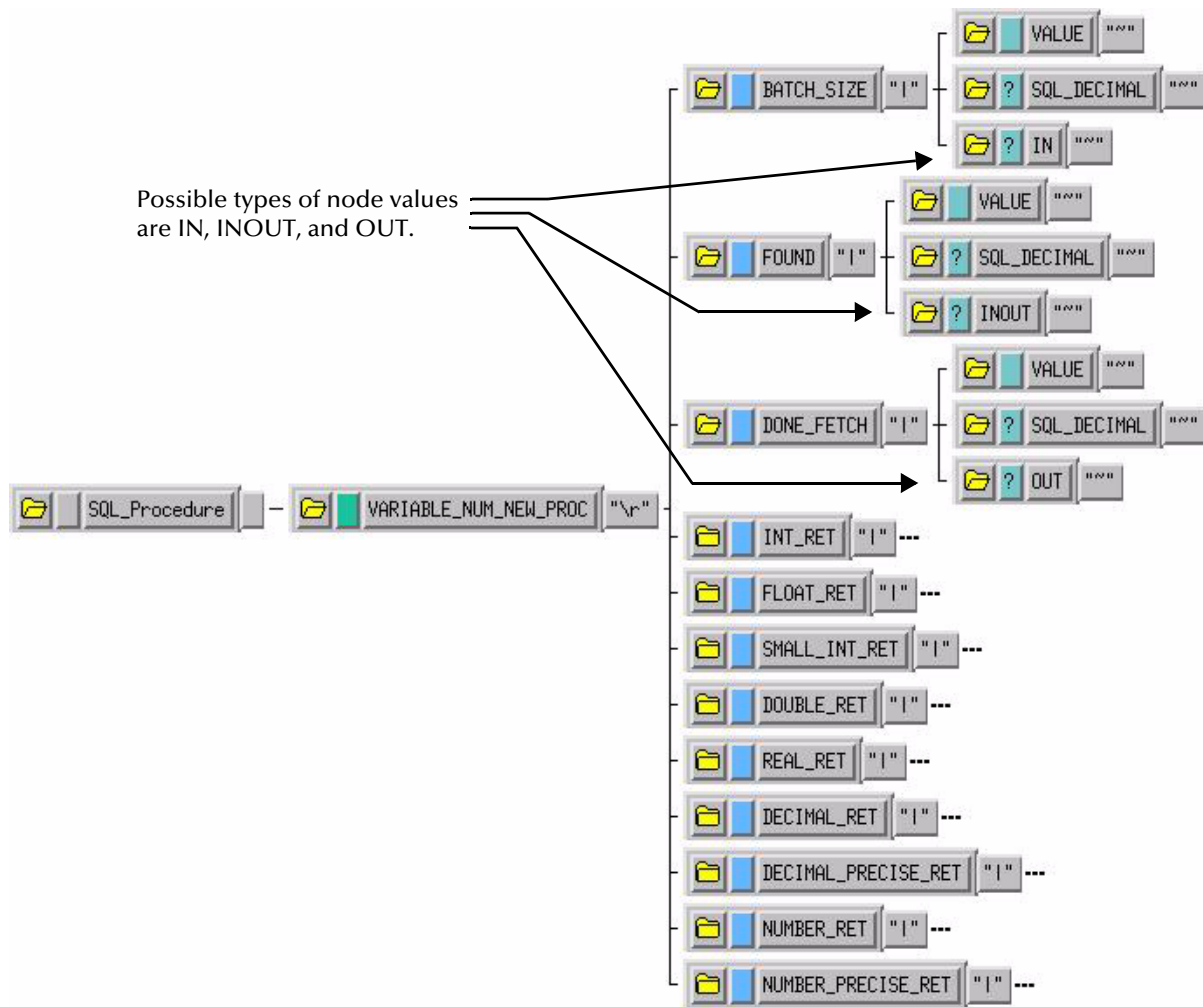 VALUE "~"
BATCH_SIZE "|"
? SQL_DECIMAL "~"
? IN "~"
Possible types of node values
are IN, INOUT, and OUT.
VALUE "~"
FOUND "|"
? SQL_DECIMAL "~"
? INOUT "~"
VALUE "~"
DONE_FETCH "|"
? SQL_DECIMAL "~"
? OUT "~"
SQL_Procedure
VARIABLE_NUM_NEW_PROC "\r"
INT_RET "|" ---
FLOAT_RET "|" ---
SMALL_INT_RET "|" ---
DOUBLE_RET "|" ---
REAL_RET "|" ---
DECIMAL_RET "|" ---
DECIMAL_PRECISE_RET "|" ---
NUMBER_RET "|" ---
NUMBER_PRECISE_RET "|" ---